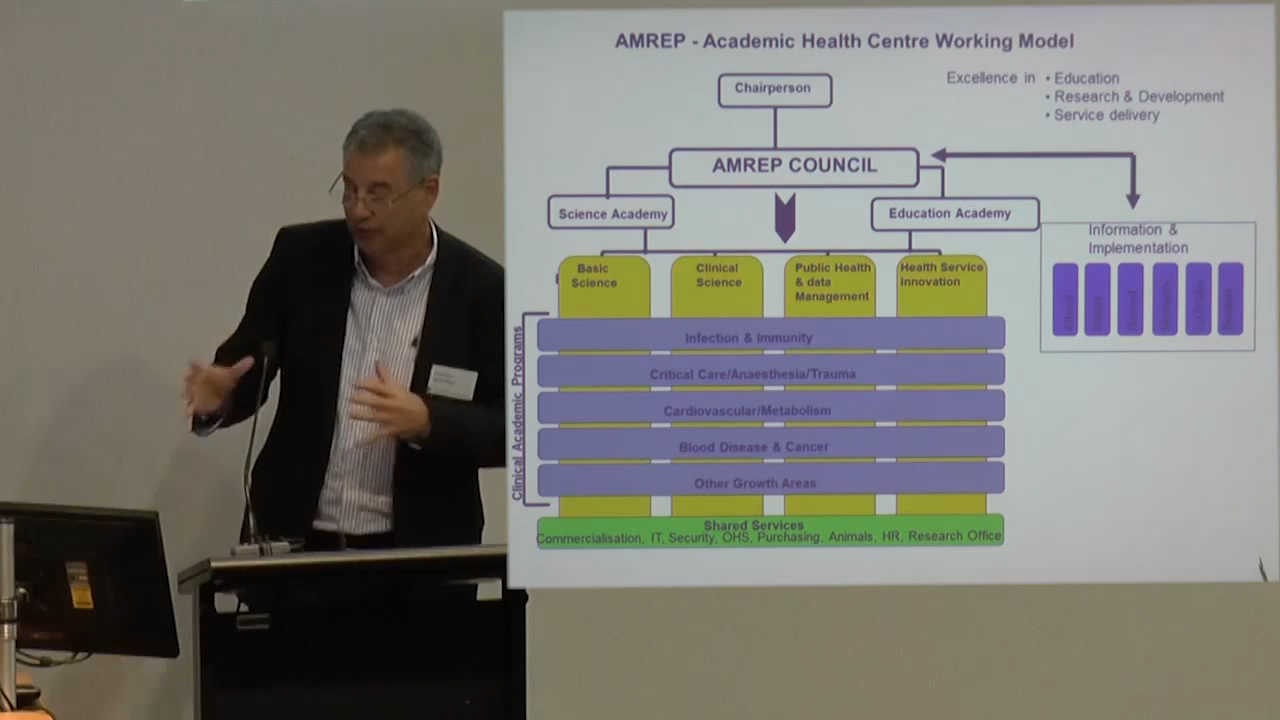 AMREP - Academic Health Centre Working Model
Chairperson
Excellence in
• Education
• Research & Development
• Service delivery
AMREP COUNCIL
Science Academy
Education Academy
Information &
Implementation
Basic
Science
Clinical
Science
Public Health
& data
Management
Health Service
Innovation
Clinical Academic Programs
Infection & Immunity
Critical Care/Anaesthesia/Trauma
Cardiovascular/Metabolism
Blood Disease & Cancer
Other Growth Areas
Shared Services
Commercialisation, IT, Security, OHS, Purchasing, Animals, HR, Research Office